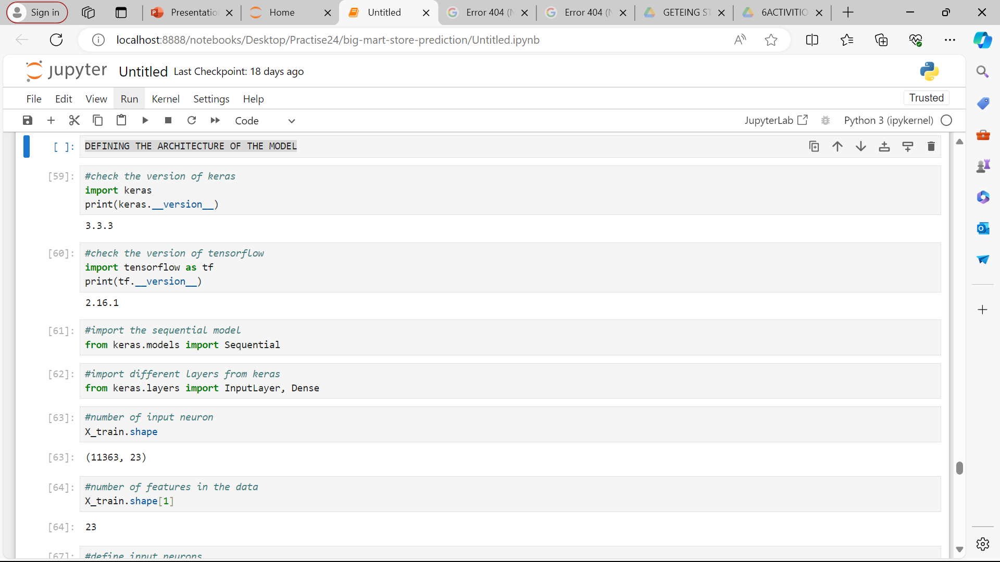 Sign in
Presentatio
Home
Untitled
Error 404 (N
Error 404 (N
GETEING ST
6ACTIVITIO
localhost:8888/notebooks/Desktop/Practise24/big-mart-store-prediction/Untitled.ipynb
jupyter Untitled Last Checkpoint: 18 days ago
File Edit View Run Kernel Settings Help
Trusted
Code
JupyterLab
Python 3 (ipykernel)
[ ]: DEFINING THE ARCHITECTURE OF THE MODEL
[59]: #check the version of keras
import keras
print(keras.__version__)
3.3.3
[60]: #check the version of tensorflow
import tensorflow as tf
print(tf.__version__)
2.16.1
[61]: #import the sequential model
from keras.models import Sequential
[62]: #import different layers from keras
from keras.layers import InputLayer, Dense
[63]: #number of input neuron
X_train.shape
[63]: (11363, 23)
[64]: #number of features in the data
X_train.shape[1]
[64]: 23
[67]: #define input neurons